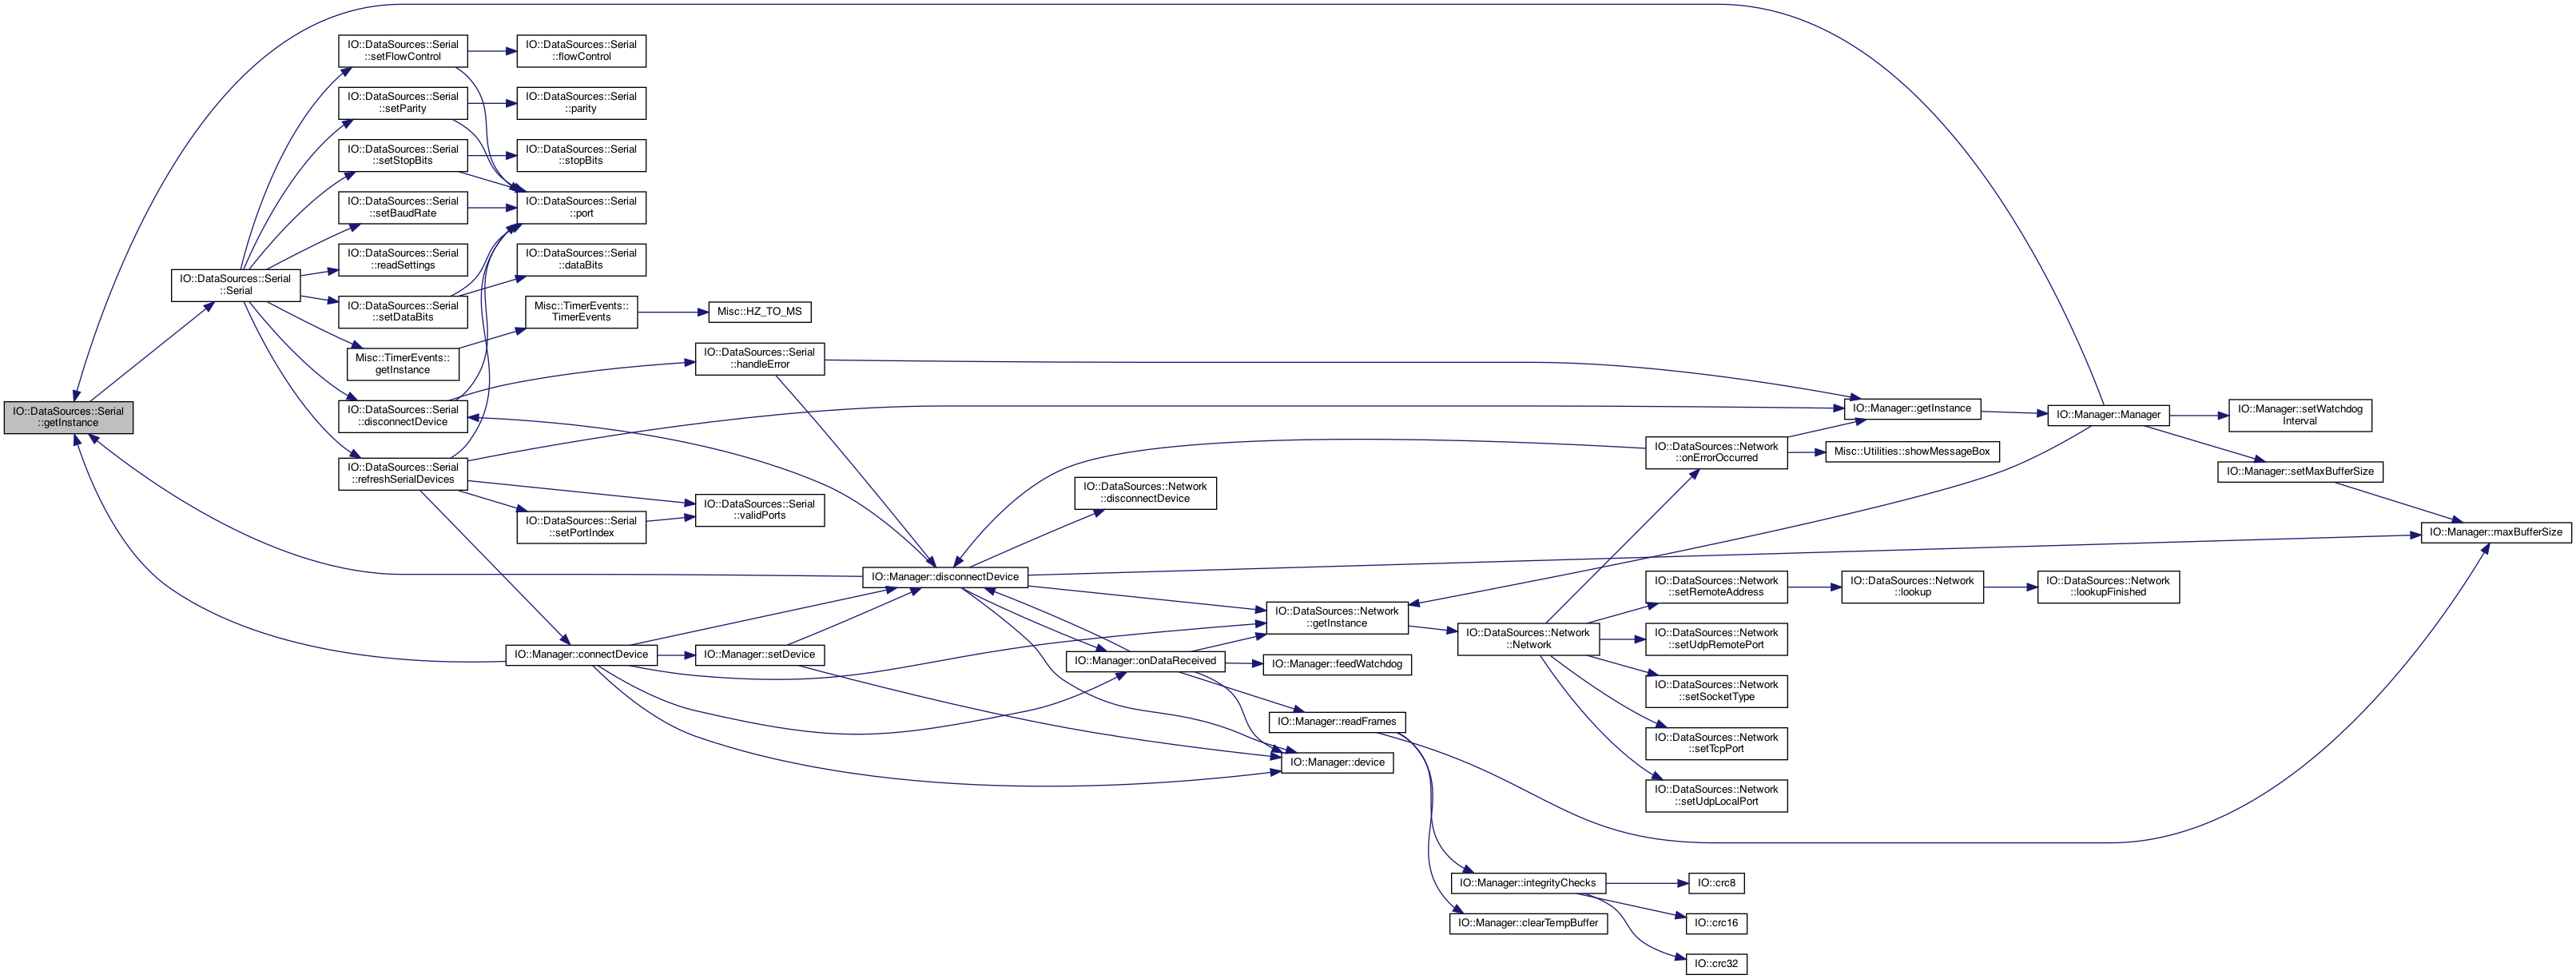 IO::DataSources::Serial
::getInstance
IO::DataSources::Serial
::Serial
IO::DataSources::Serial
::setFlowControl
IO::DataSources::Serial
::setParity
IO::DataSources::Serial
::setStopBits
IO::DataSources::Serial
::setBaudRate
IO::DataSources::Serial
::readSettings
IO::DataSources::Serial
::setDataBits
Misc::TimerEvents::
getInstance
IO::DataSources::Serial
::disconnectDevice
IO::DataSources::Serial
::refreshSerialDevices
IO::DataSources::Serial
::flowControl
IO::DataSources::Serial
::parity
IO::DataSources::Serial
::stopBits
IO::DataSources::Serial
::port
IO::DataSources::Serial
::dataBits
Misc::TimerEvents::
TimerEvents
IO::DataSources::Serial
::setPortIndex
IO::Manager::connectDevice
Misc::HZ_TO_MS
IO::DataSources::Serial
::handleError
IO::DataSources::Serial
::validPorts
IO::Manager::setDevice
IO::Manager::disconnectDevice
IO::DataSources::Network
::disconnectDevice
IO::Manager::onDataReceived
IO::DataSources::Network
::getInstance
IO::Manager::feedWatchdog
IO::Manager::readFrames
IO::Manager::device
IO::DataSources::Network
::Network
IO::Manager::integrityChecks
IO::Manager::clearTempBuffer
IO::DataSources::Network
::onErrorOccurred
IO::DataSources::Network
::setRemoteAddress
IO::DataSources::Network
::setUdpRemotePort
IO::DataSources::Network
::setSocketType
IO::DataSources::Network
::setTcpPort
IO::DataSources::Network
::setUdpLocalPort
IO::crc8
IO::crc16
IO::crc32
IO::Manager::getInstance
Misc::Utilities::showMessageBox
IO::DataSources::Network
::lookup
IO::Manager::Manager
IO::DataSources::Network
::lookupFinished
IO::Manager::setWatchdog
Interval
IO::Manager::setMaxBufferSize
IO::Manager::maxBufferSize